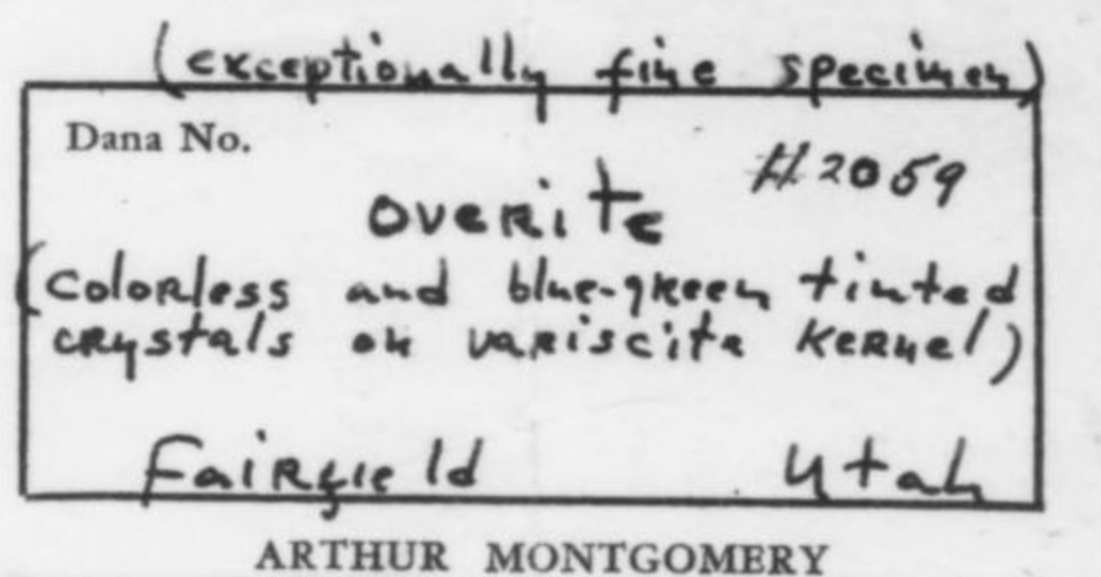 (exceptionally fine specimen)
Dana No.
#2059
overite
(colorless and blue-green tinted
crystals on variscite kernel)
Fairfield Utah
ARTHUR MONTGOMERY